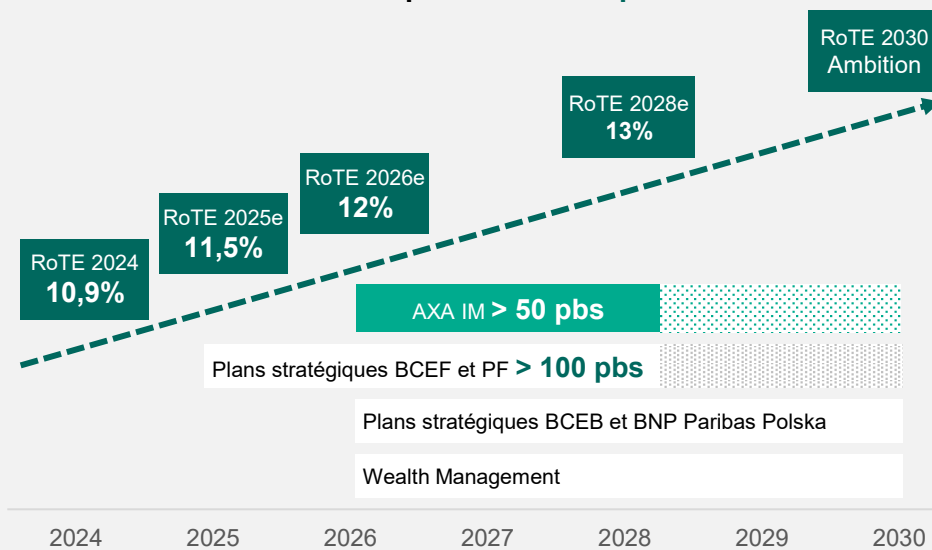 RoTE 2030
Ambition
RoTE 2028e
13%
RoTE 2026e
12%
RoTE 2025e
11,5%
RoTE 2024
10,9%
AXA IM > 50 pbs
Plans stratégiques BCEF et PF > 100 pbs
Plans stratégiques BCEB et BNP Paribas Polska
Wealth Management
2024 2025 2026 2027 2028 2029 2030